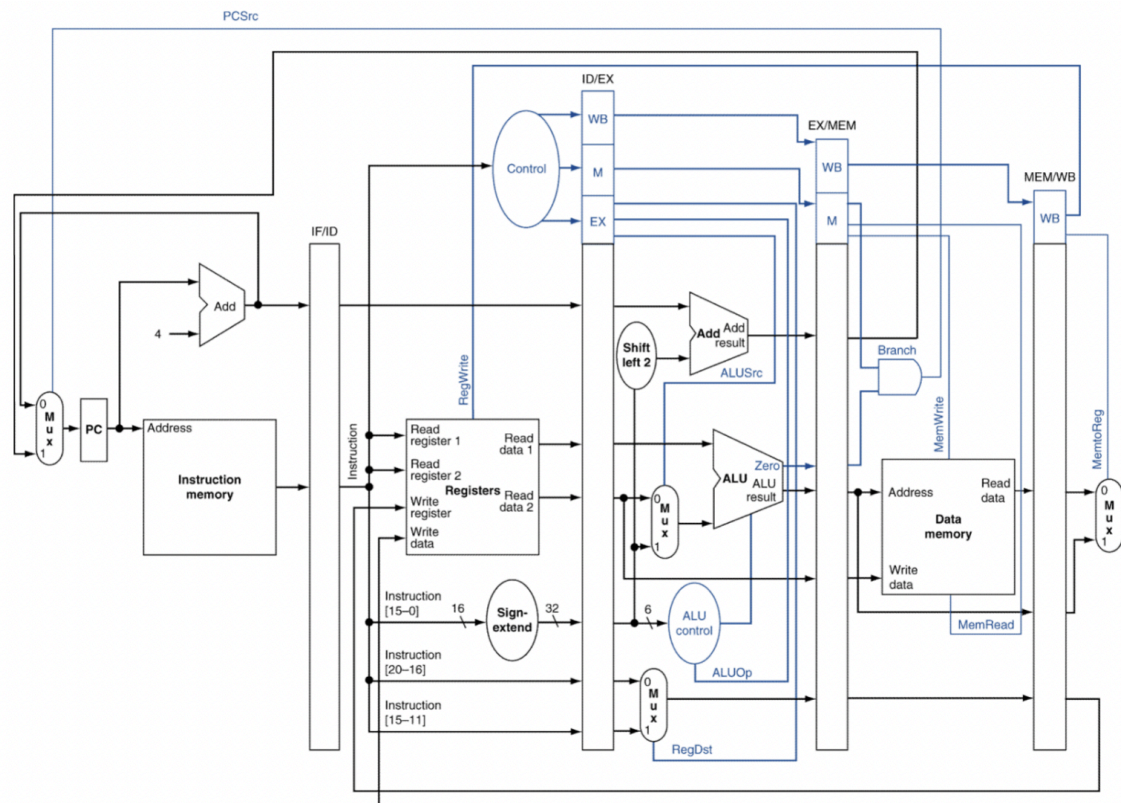 PCSrc
ID/EX
WB
EX/MEM
Control
M
WB
MEM/WB
EX
M
WB
IF/ID
Add
4
Add
Add
result
Shift
left 2
Branch
ALUSrc
RegWrite
MemWrite
MemtoReg
0
M
u
x
1
PC
Address
Instruction
memory
Instruction
Read
register 1
Read
register 2
Write
register
Write
data
Registers
Read
data 1
Read
data 2
0
M
u
x
1
Zero
ALU
ALU
result
Address
Read
data
Data
memory
Write
data
0
M
u
x
1
Instruction
[15–0]
16
Sign-
extend
32
6
ALU
control
MemRead
Instruction
[20–16]
ALUOp
0
M
u
x
1
Instruction
[15–11]
RegDst